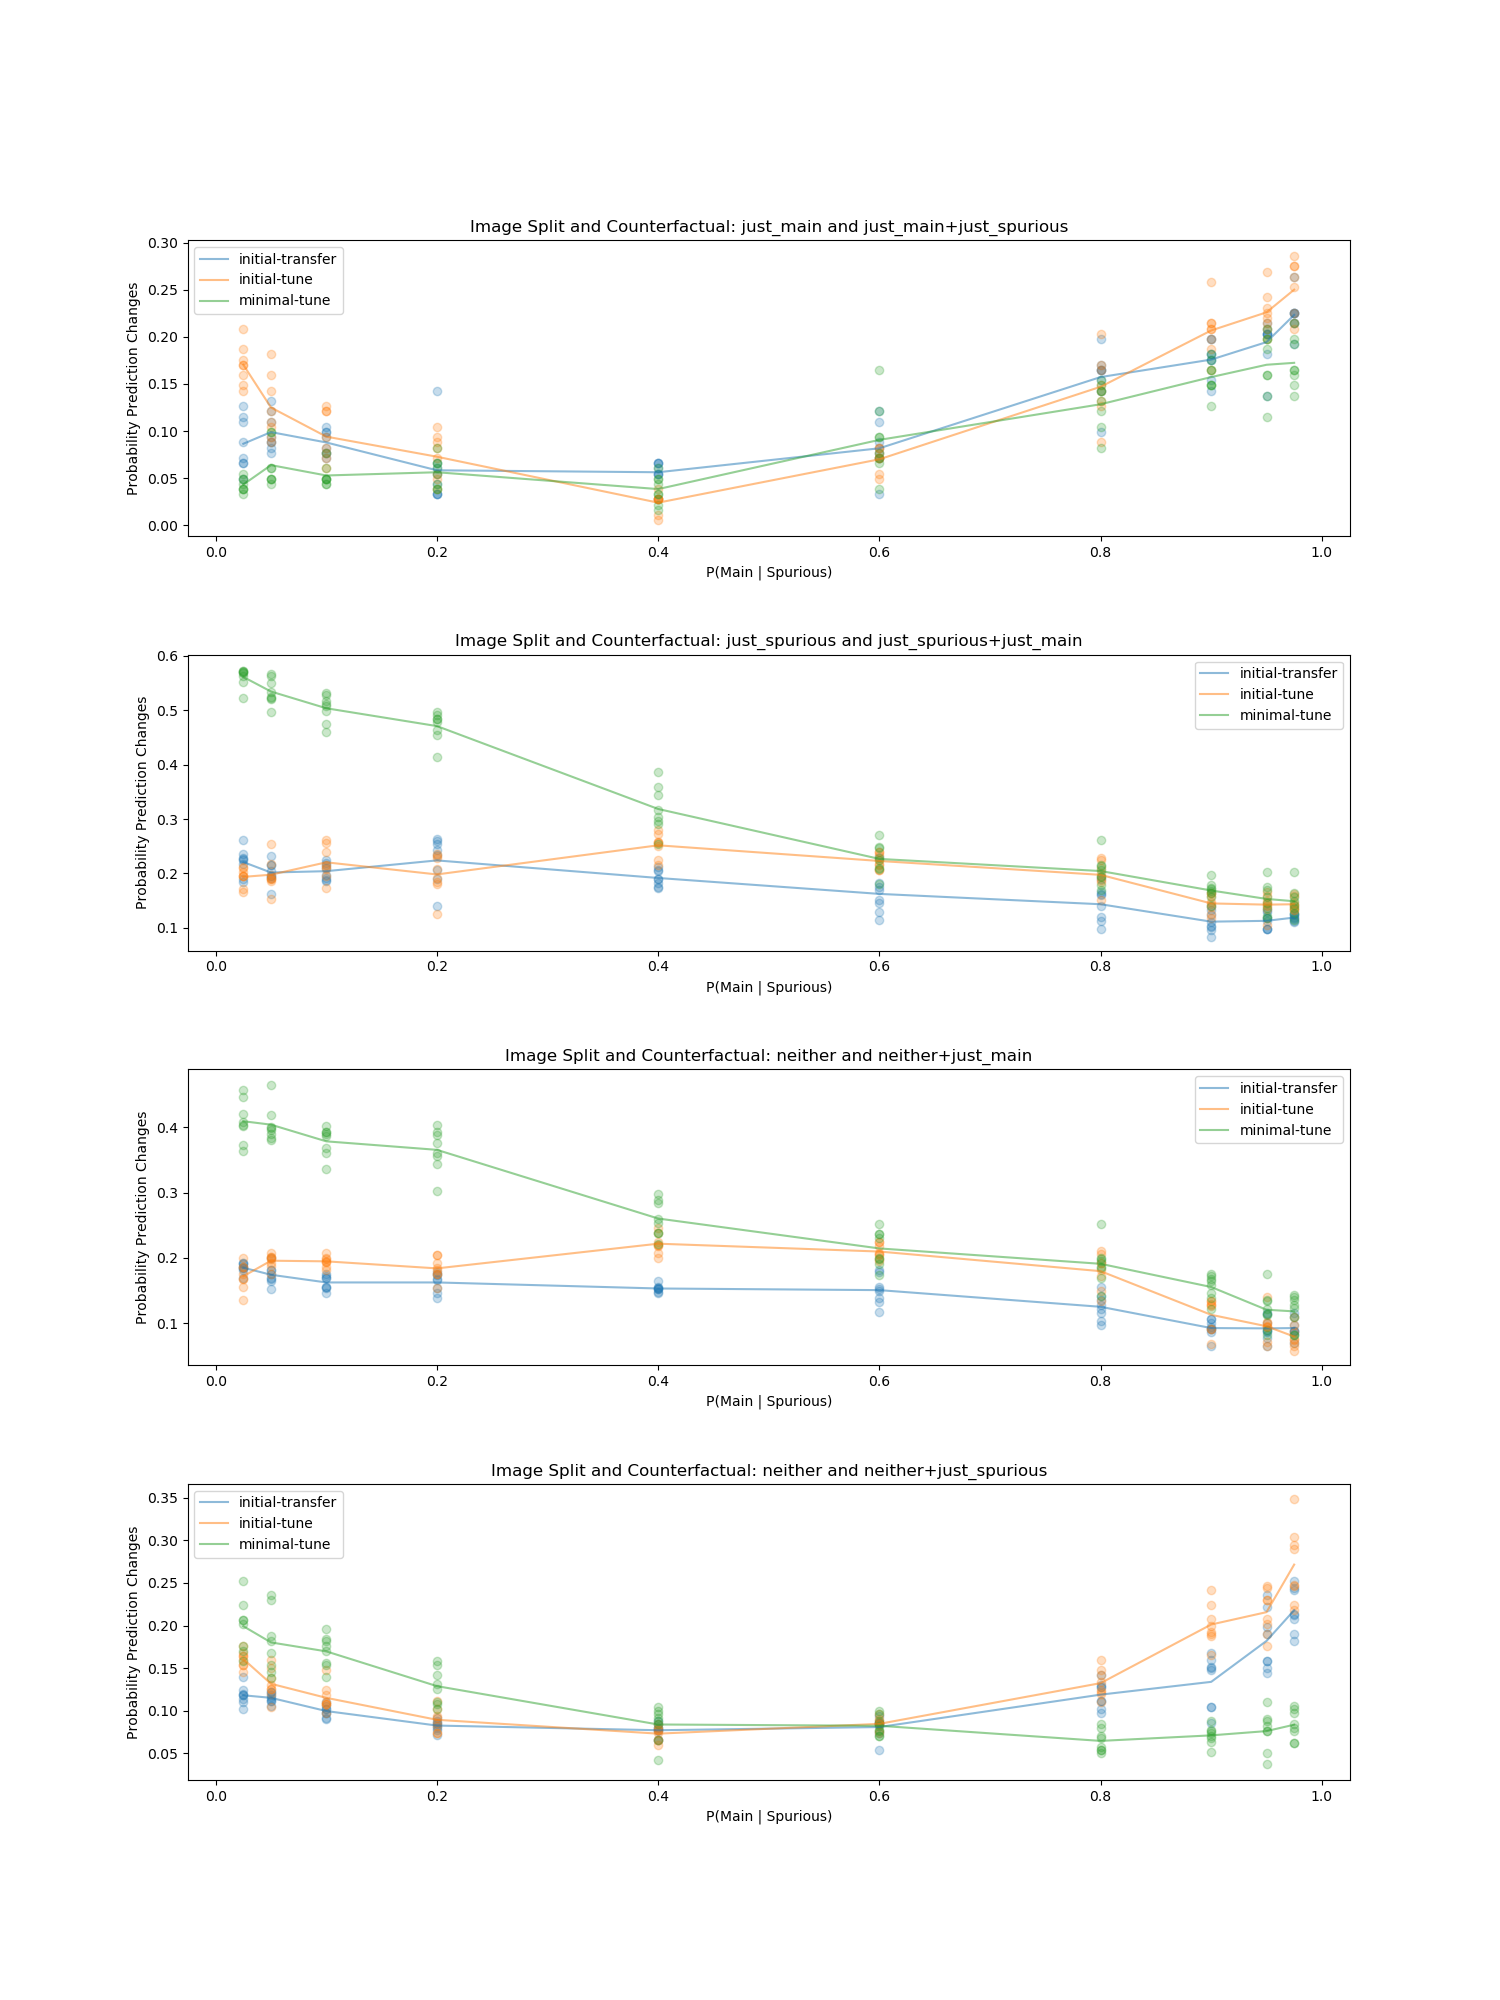 Image Split and Counterfactual: just_main and just_main+just_spurious
initial-transfer
initial-tune
minimal-tune
Probability Prediction Changes
0.30
0.25
0.20
0.15
0.10
0.05
0.00
0.0 0.2 0.4 0.6 0.8 1.0
P(Main | Spurious)
Image Split and Counterfactual: just_spurious and just_spurious+just_main
initial-transfer
initial-tune
minimal-tune
Probability Prediction Changes
0.6
0.5
0.4
0.3
0.2
0.1
0.0 0.2 0.4 0.6 0.8 1.0
P(Main | Spurious)
Image Split and Counterfactual: neither and neither+just_main
initial-transfer
initial-tune
minimal-tune
Probability Prediction Changes
0.4
0.3
0.2
0.1
0.0 0.2 0.4 0.6 0.8 1.0
P(Main | Spurious)
Image Split and Counterfactual: neither and neither+just_spurious
initial-transfer
initial-tune
minimal-tune
Probability Prediction Changes
0.35
0.30
0.25
0.20
0.15
0.10
0.05
0.0 0.2 0.4 0.6 0.8 1.0
P(Main | Spurious)